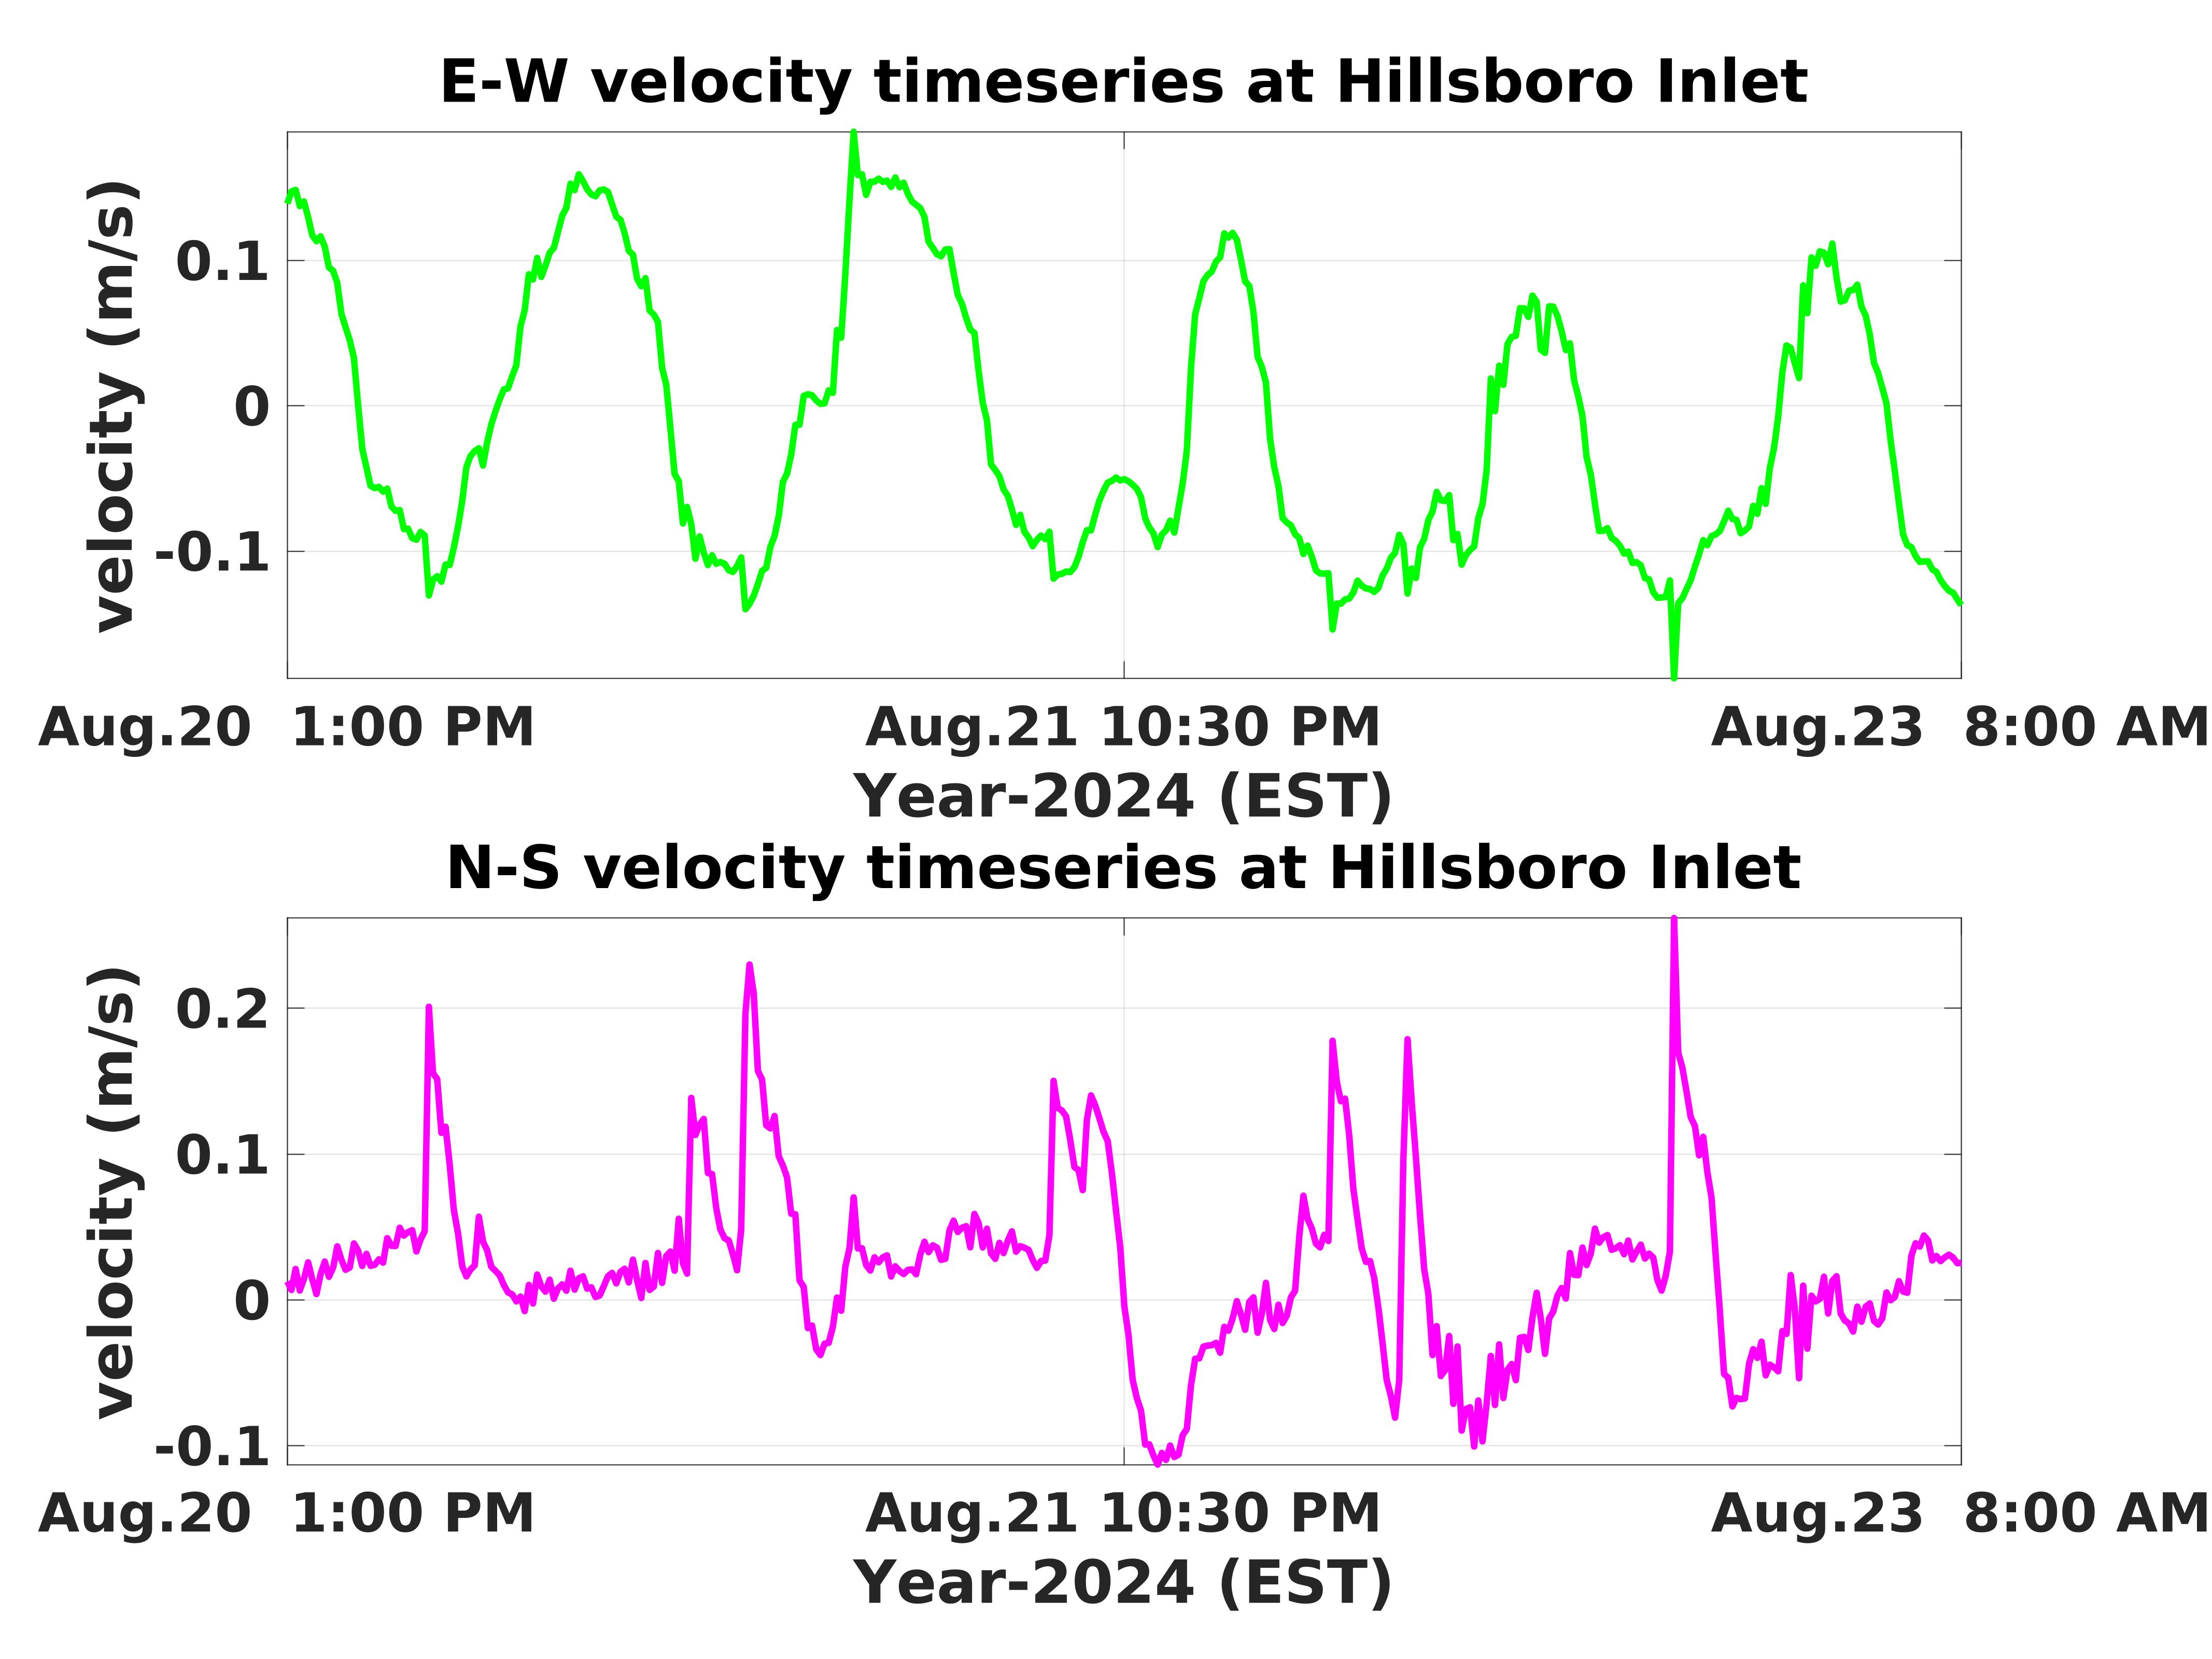 E-W velocity timeseries at Hillsboro Inlet
velocity (m/s)
0.1
0
-0.1
Aug.20 1:00 PM Aug.21 10:30 PM Aug.23 8:00 AM
Year-2024 (EST)
N-S velocity timeseries at Hillsboro Inlet
velocity (m/s)
0.2
0.1
0
-0.1
Aug.20 1:00 PM Aug.21 10:30 PM Aug.23 8:00 AM
Year-2024 (EST)